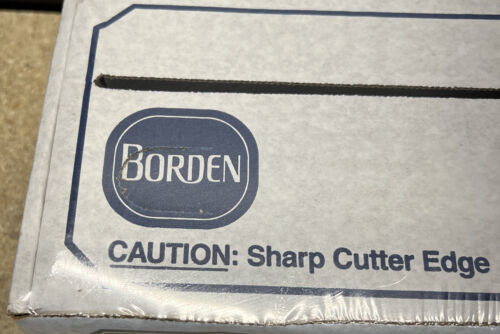 BORDEN
CAUTION: Sharp Cutter Edge